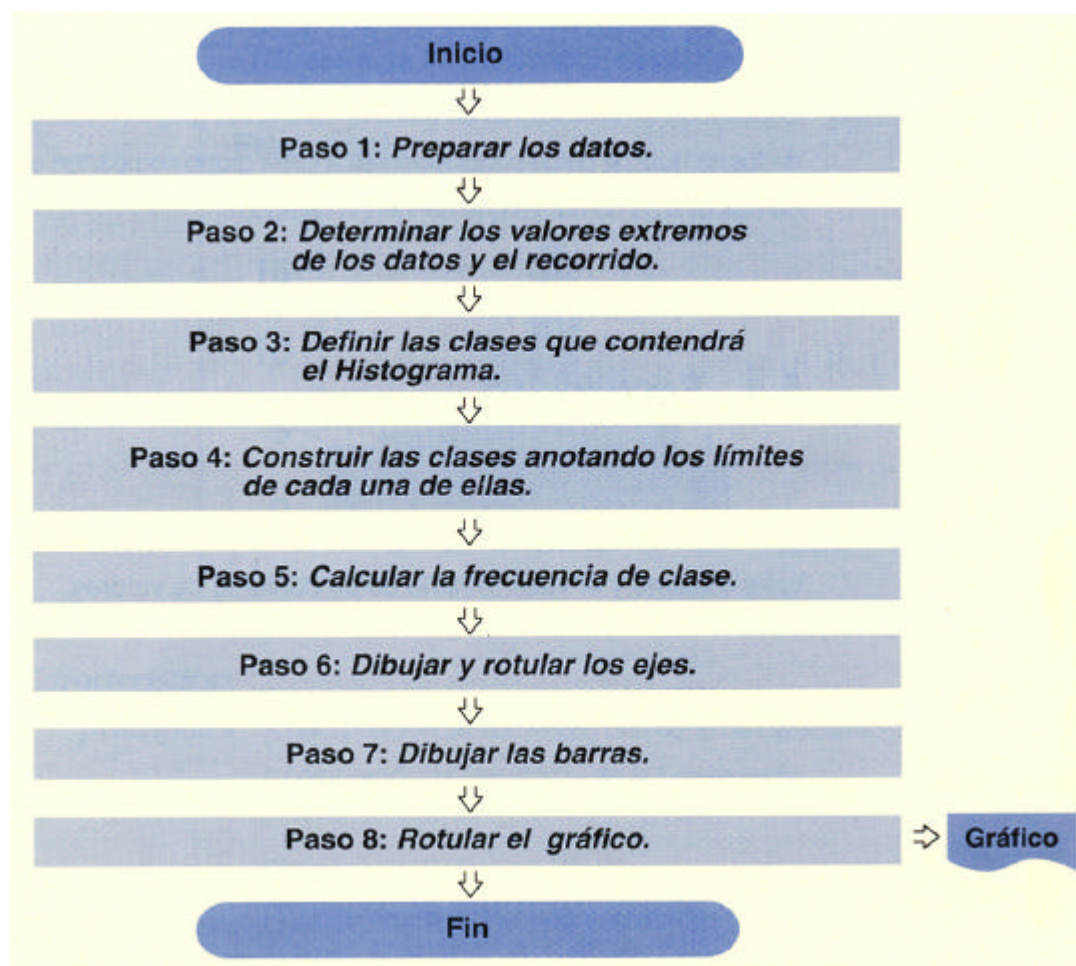 Inicio
Paso 1: Preparar los datos.
Paso 2: Determinar los valores extremos
de los datos y el recorrido.
Paso 3: Definir las clases que contendrá
el Histograma.
Paso 4: Construir las clases anotando los límites
de cada una de ellas.
Paso 5: Calcular la frecuencia de clase.
Paso 6: Dibujar y rotular los ejes.
Paso 7: Dibujar las barras.
Paso 8: Rotular el gráfico.
Gráfico
Fin